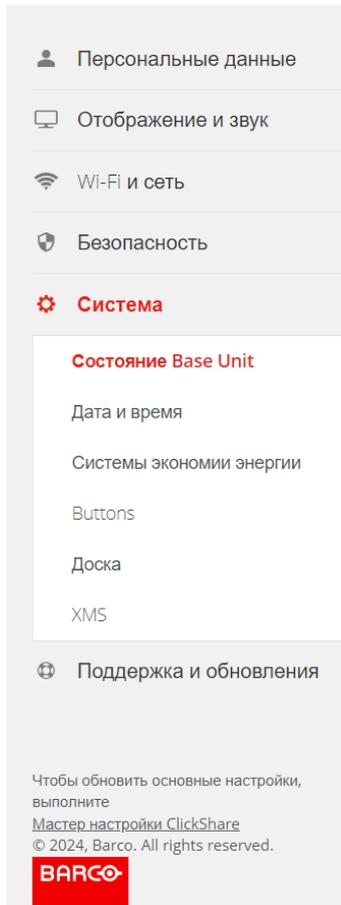 Персональные данные
Отображение и звук
Wi-Fi и сеть
Безопасность
Система
Состояние Base Unit
Дата и время
Системы экономии энергии
Buttons
Доска
XMS
Поддержка и обновления
Чтобы обновить основные настройки,
выполните
Мастер настройки ClickShare
© 2024, Barco. All rights reserved.
BARCO